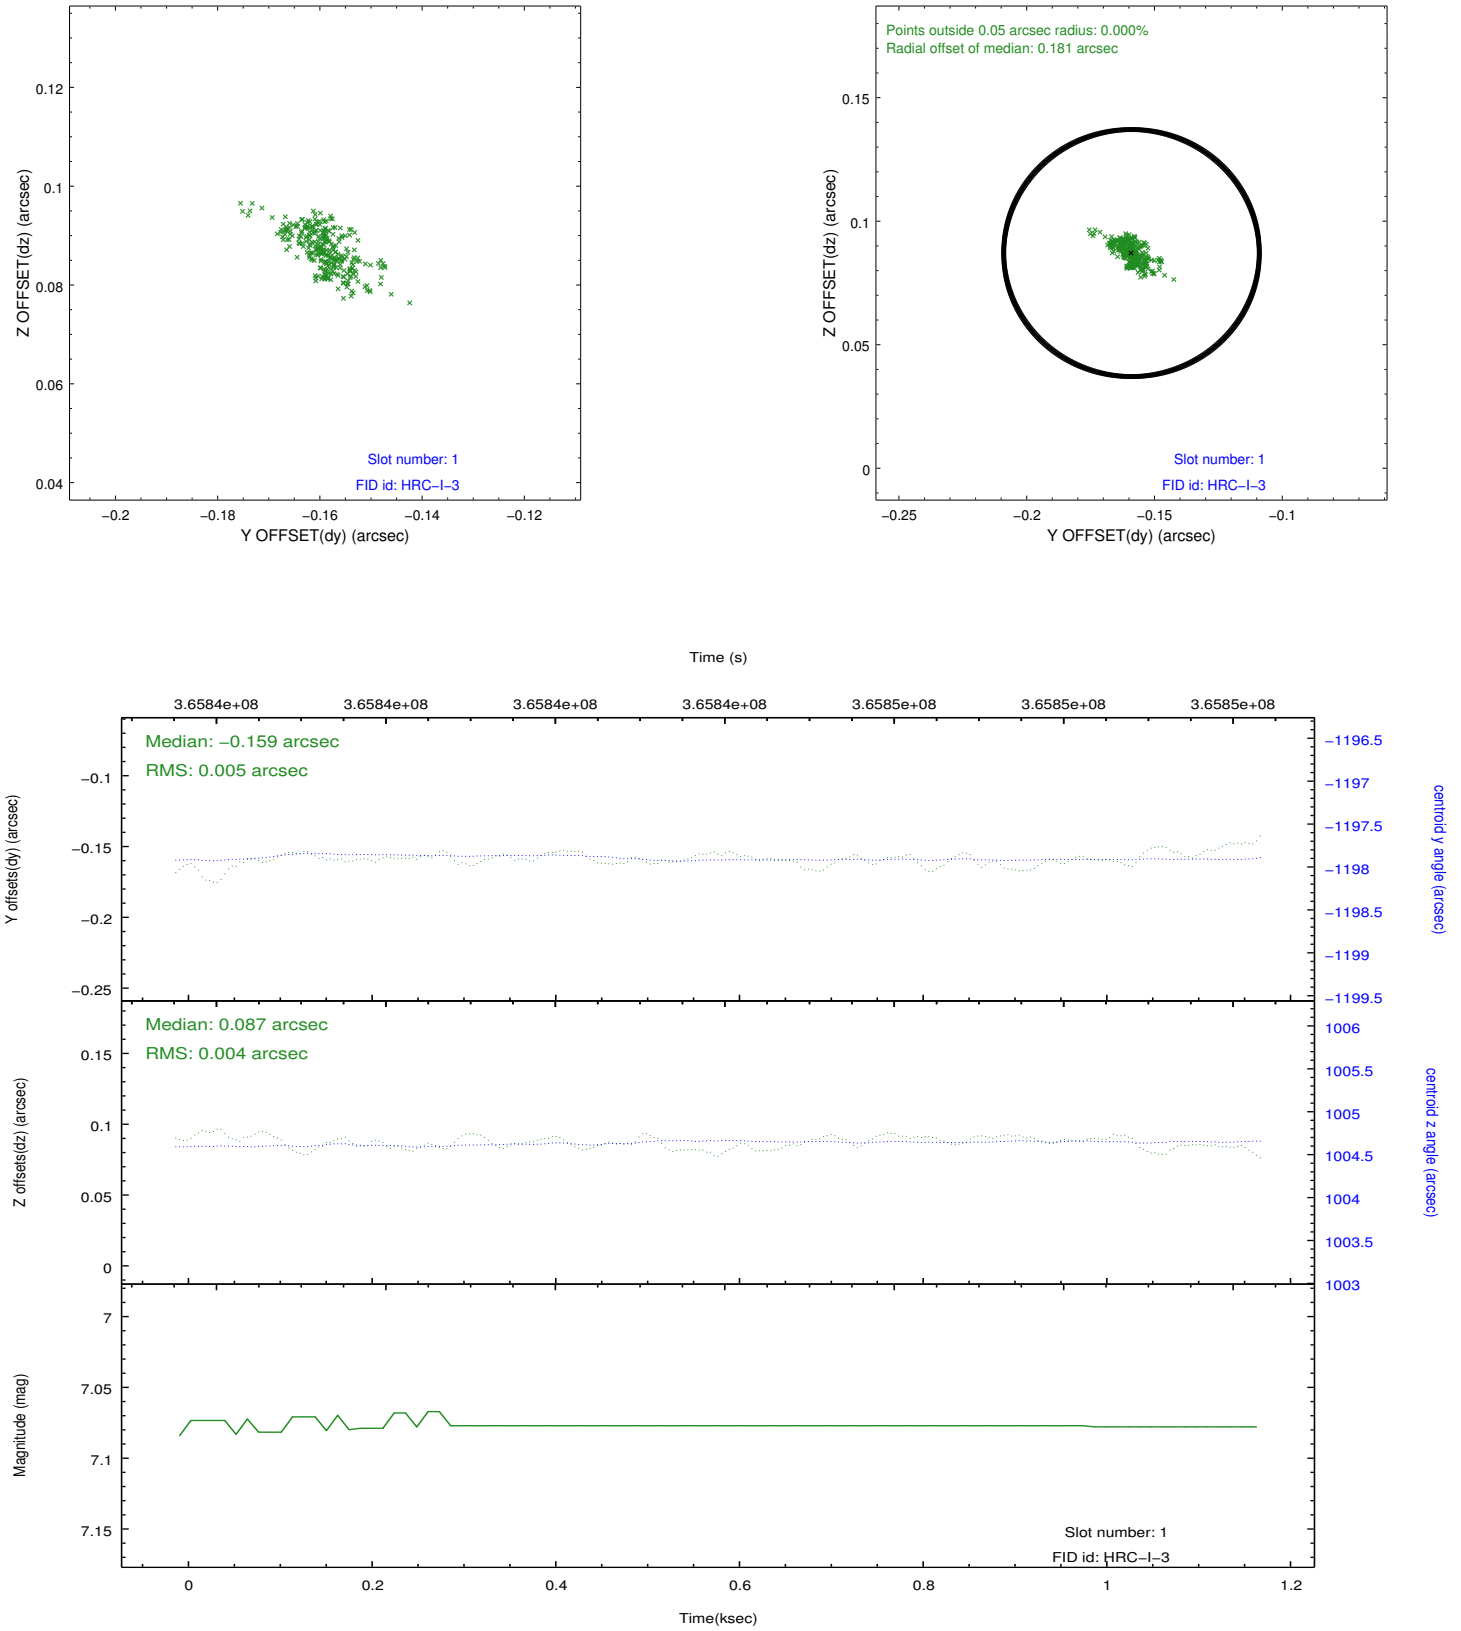 0.12
0.1
0.08
0.06
0.04
Z OFFSET(dz) (arcsec)
Slot number: 1
FID id: HRC−I−3
−0.2 −0.18 −0.16 −0.14 −0.12
Y OFFSET(dy) (arcsec)
Points outside 0.05 arcsec radius: 0.000%
Radial offset of median: 0.181 arcsec
0.15
0.1
0.05
0
Z OFFSET(dz) (arcsec)
Slot number: 1
FID id: HRC−I−3
−0.25 −0.2 −0.15 −0.1
Y OFFSET(dy) (arcsec)
Time (s)
3.6584e+08 3.6584e+08 3.6584e+08 3.6584e+08 3.6585e+08 3.6585e+08 3.6585e+08
Median: −0.159 arcsec
RMS: 0.005 arcsec
−0.1
−0.15
−0.2
−0.25
Y offsets(dy) (arcsec)
−1196.5
−1197
−1197.5
−1198
−1198.5
−1199
−1199.5
centroid y angle (arcsec)
Median: 0.087 arcsec
RMS: 0.004 arcsec
0.15
0.1
0.05
0
Z offsets(dz) (arcsec)
1006
1005.5
1005
1004.5
1004
1003.5
1003
centroid z angle (arcsec)
7
7.05
7.1
7.15
Magnitude (mag)
Slot number: 1
FID id: HRC−I−3
0 0.2 0.4 0.6 0.8 1 1.2
Time(ksec)